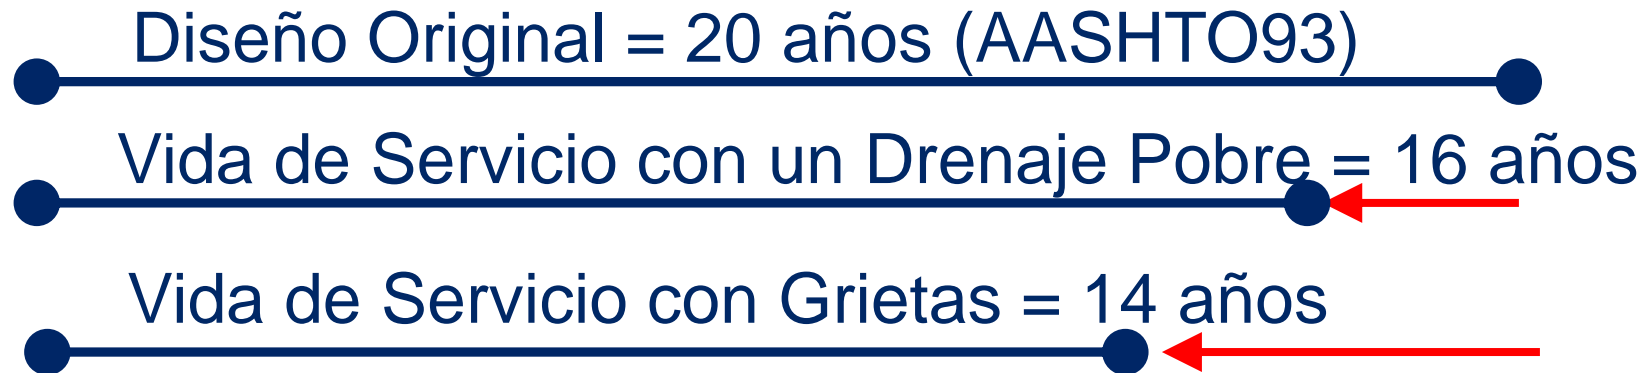 Diseño Original = 20 años (AASHTO93)
Vida de Servicio con un Drenaje Pobre = 16 años
Vida de Servicio con Grietas = 14 años